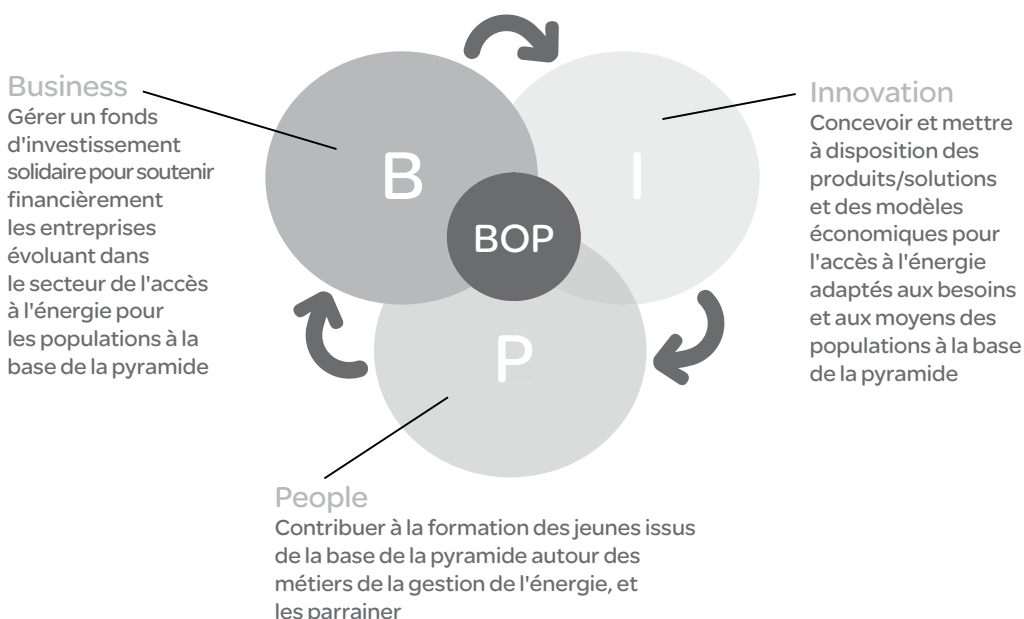 Business
Gérer un fonds
d'investissement
solidaire pour soutenir
financièrement
les entreprises
évoluant dans
le secteur de l'accès
à l'énergie pour
les populations à la
base de la pyramide
B
I
BOP
P
Innovation
Concevoir et mettre
à disposition des
produits/solutions
et des modèles
économiques pour
l'accès à l'énergie
adaptés aux besoins
et aux moyens des
populations à la base
de la pyramide
People
Contribuer à la formation des jeunes issus
de la base de la pyramide autour des
métiers de la gestion de l'énergie, et
les parrainer